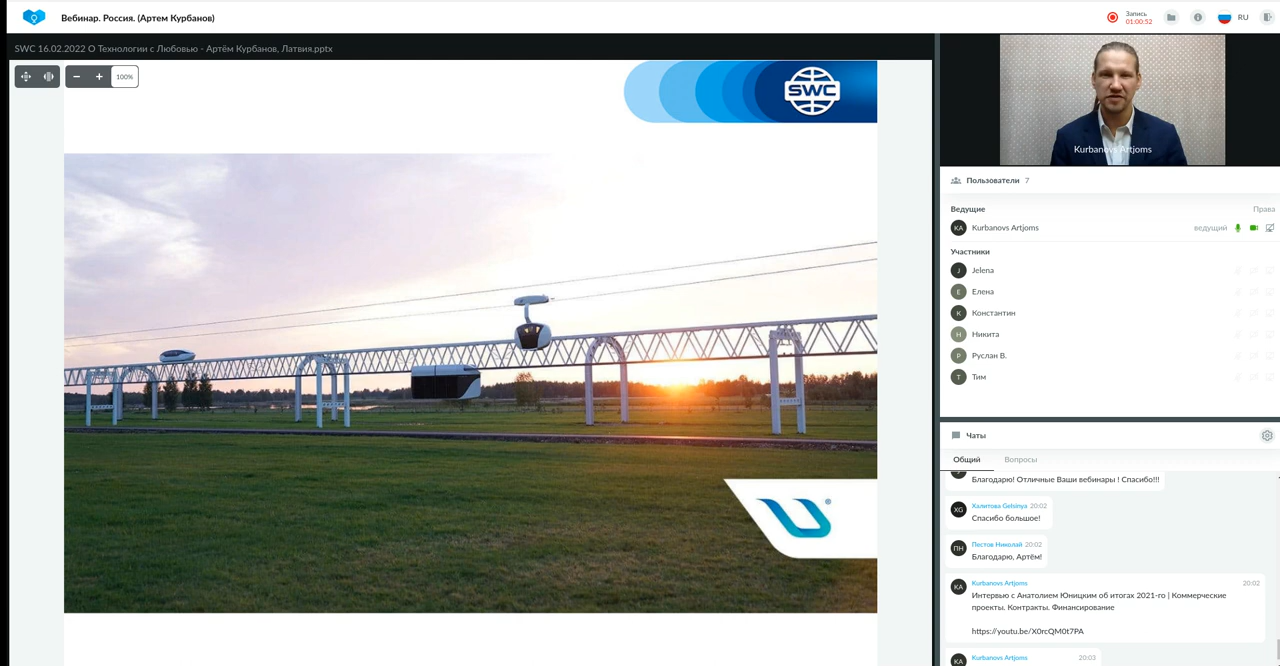 Вебинар. Россия. (Артем Курбанов)
Запись
01:00:52
RU
SWC 16.02.2022 О Технологии с Любовью - Артём Курбанов, Латвия.pptx
100%
SWC
Kurbanovs Artjoms
Пользователи 7
Ведущие Права
KA Kurbanovs Artjoms ведущий
Участники
J Jelena
Е Елена
К Константин
Н Никита
Р Руслан В.
Т Тим
Чаты
Общий Вопросы
Благодарю! Отличные Ваши вебинары ! Спасибо!!!
XG Халитова Gelsinya 20:02
Спасибо большое!
ПН Пестов Николай 20:02
Благодарю, Артём!
KA Kurbanovs Artjoms 20:02
Интервью с Анатолием Юницким об итогах 2021-го | Коммерческие
проекты. Контракты. Финансирование
https://youtu.be/X0rcQM0t7PA
KA Kurbanovs Artjoms 20:03